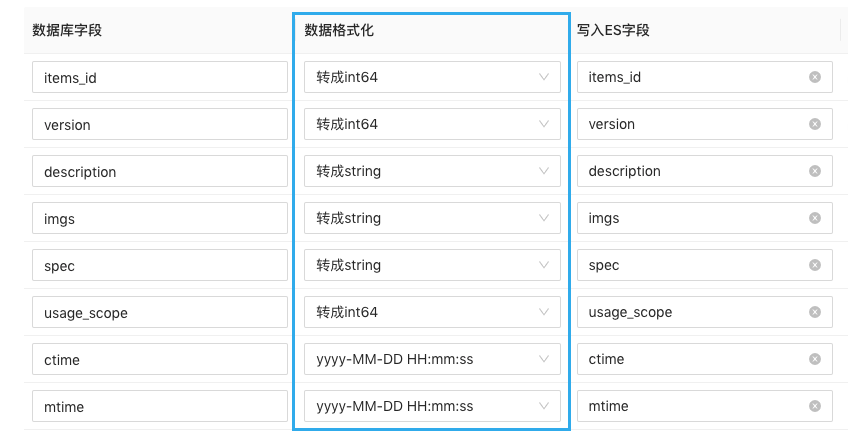 数据库字段 数据格式化 写入ES字段
items_id 转成int64 items_id
version 转成int64 version
description 转成string description
imgs 转成string imgs
spec 转成string spec
usage_scope 转成int64 usage_scope
ctime yyyy-MM-DD HH:mm:ss ctime
mtime yyyy-MM-DD HH:mm:ss mtime